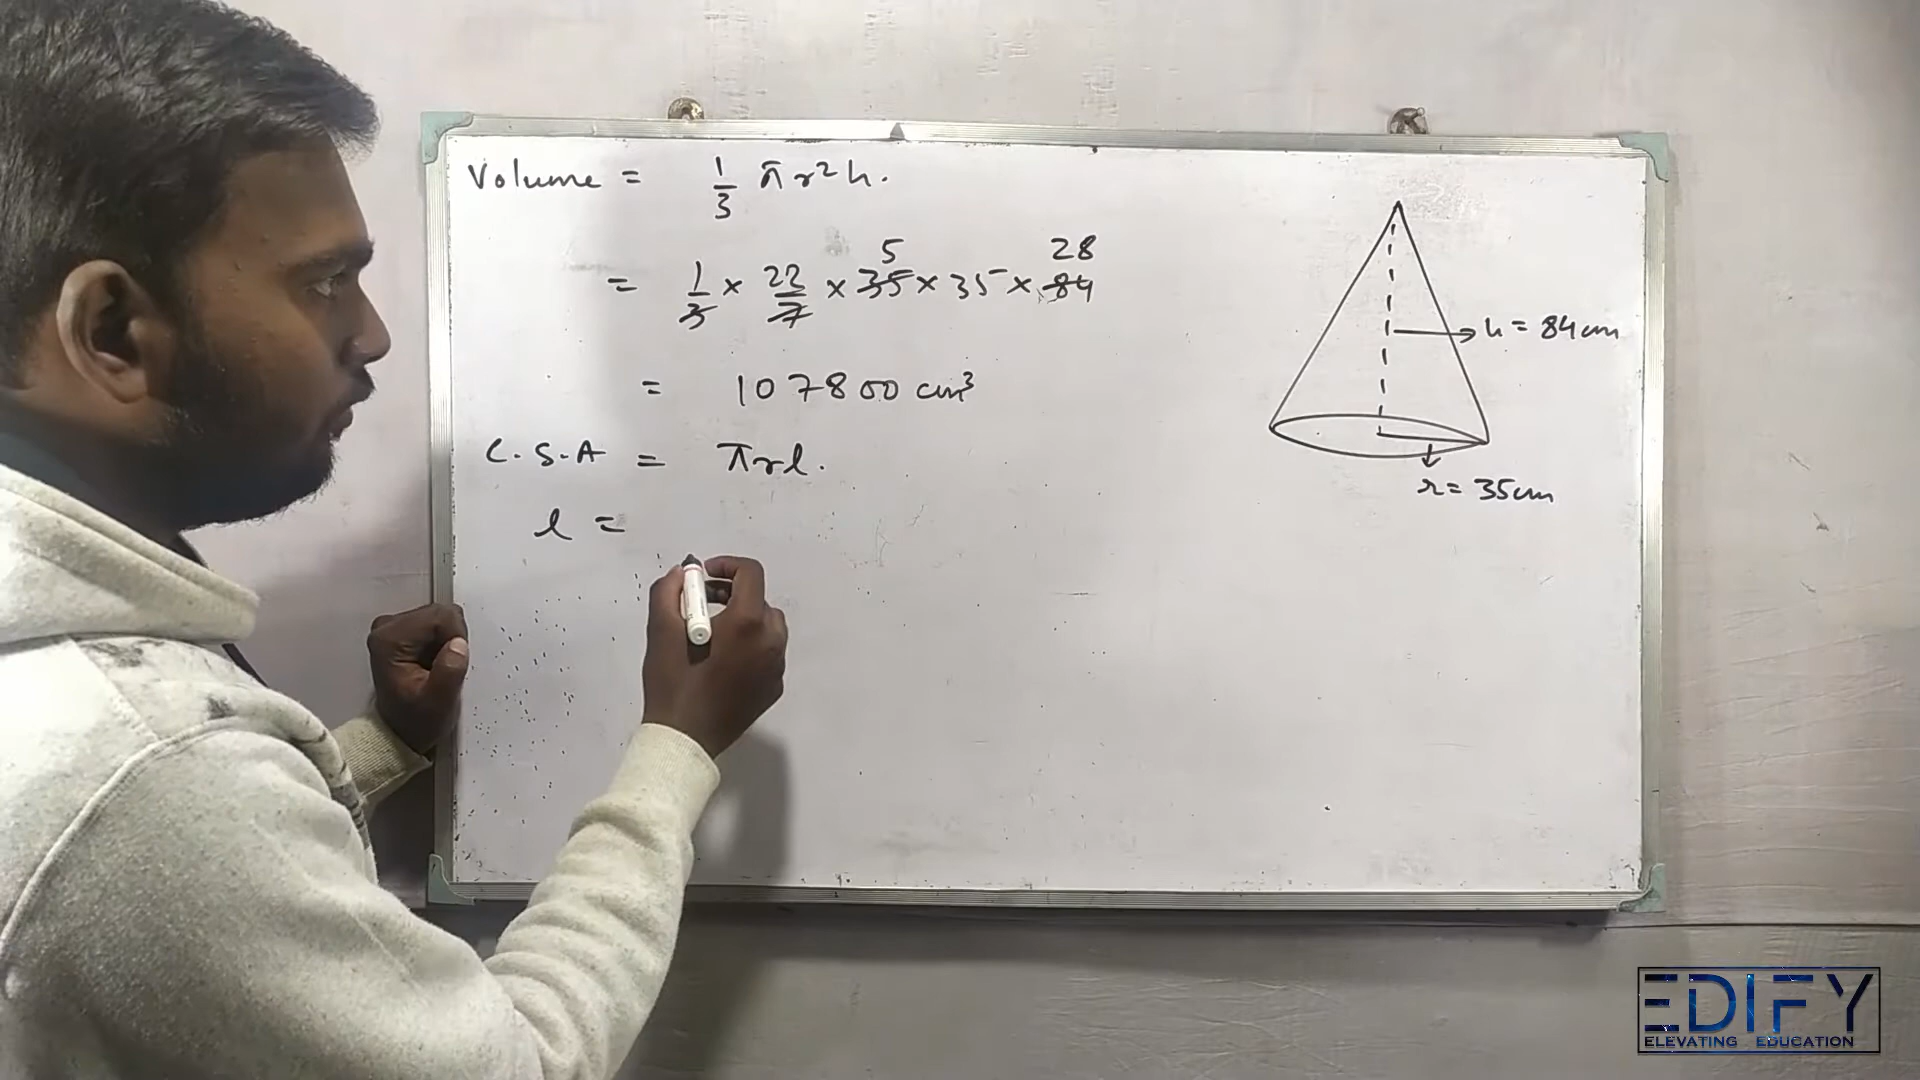 Volume = 1/3 πr²h.
5 28
= 1/3 × 22/7 × 35 × 35 × 84
= 107800 cm³
C.S.A = πrl.
l =
h = 84cm
r = 35cm
EDIFY
ELEVATING EDUCATION